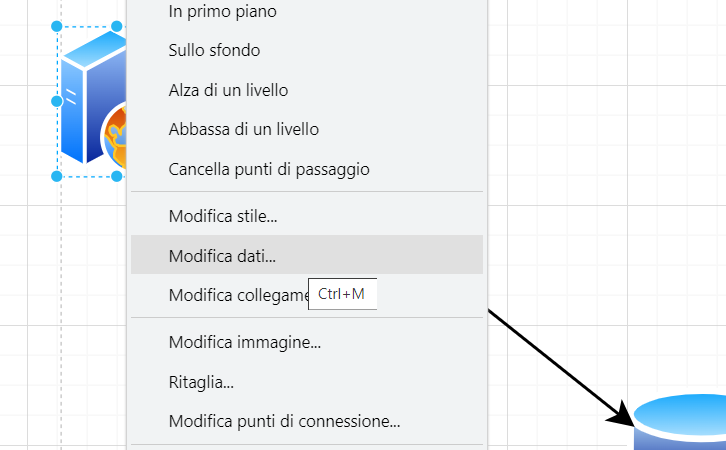 In primo piano
Sullo sfondo
Alza di un livello
Abbassa di un livello
Cancella punti di passaggio
Modifica stile...
Modifica dati...
Modifica collegame
Ctrl+M
Modifica immagine...
Ritaglia...
Modifica punti di connessione...